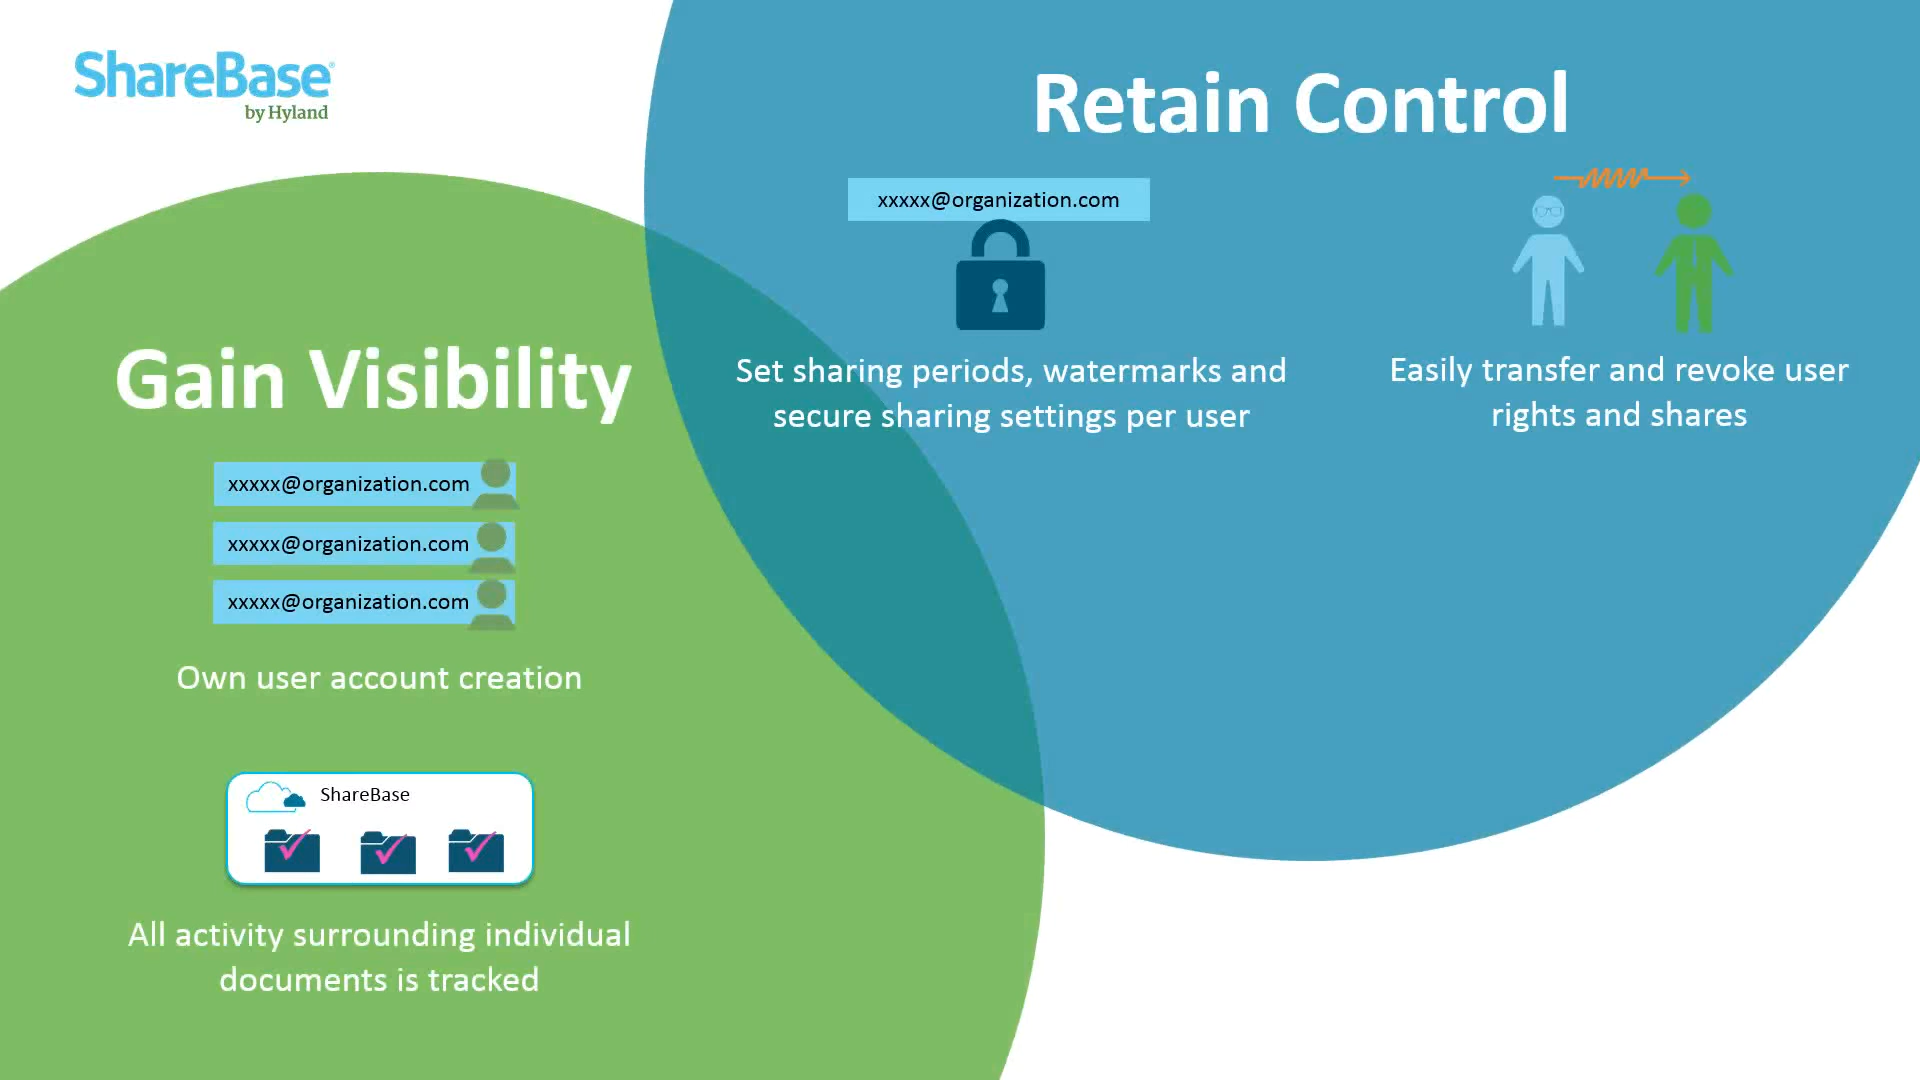 ShareBase®
by Hyland
Retain Control
xxxxx@organization.com
Set sharing periods, watermarks and
secure sharing settings per user
Easily transfer and revoke user
rights and shares
Gain Visibility
xxxxx@organization.com
xxxxx@organization.com
xxxxx@organization.com
Own user account creation
ShareBase
All activity surrounding individual
documents is tracked